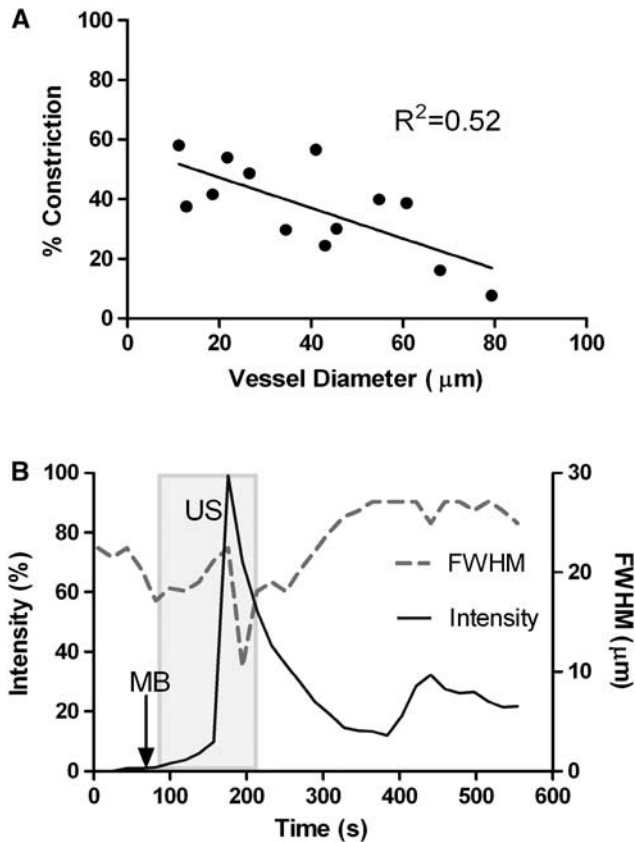 A
100
80
60
40
20
0
% Constriction
R²=0.52
0 20 40 60 80 100
Vessel Diameter ( μm)
B
100
80
60
40
20
0
Intensity (%)
US
MB
FWHM
Intensity
30
20
10
0
FWHM (μm)
0 100 200 300 400 500 600
Time (s)